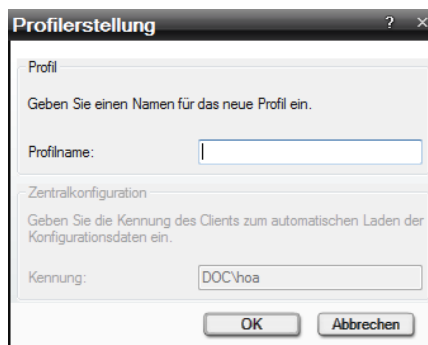 Profilerstellung ? ×
Profil
Geben Sie einen Namen für das neue Profil ein.
Profilname:
Zentralkonfiguration
Geben Sie die Kennung des Clients zum automatischen Laden der
Konfigurationsdaten ein.
Kennung: DOC\hoa
OK Abbrechen